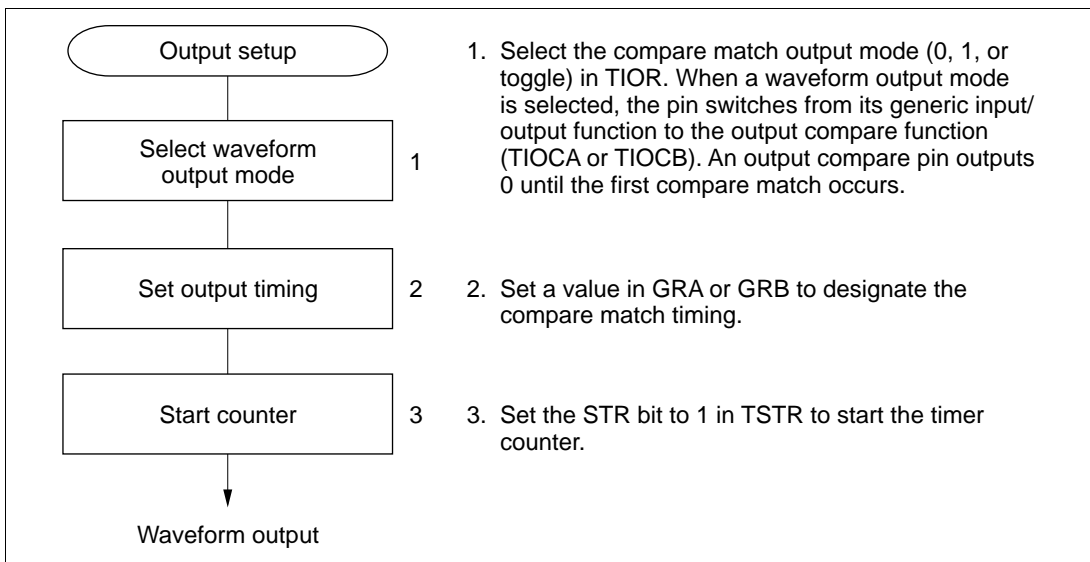 Output setup
Select waveform
output mode
1
1. Select the compare match output mode (0, 1, or
toggle) in TIOR. When a waveform output mode
is selected, the pin switches from its generic input/
output function to the output compare function
(TIOCA or TIOCB). An output compare pin outputs
0 until the first compare match occurs.
Set output timing
2
2. Set a value in GRA or GRB to designate the
compare match timing.
Start counter
3
3. Set the STR bit to 1 in TSTR to start the timer
counter.
Waveform output